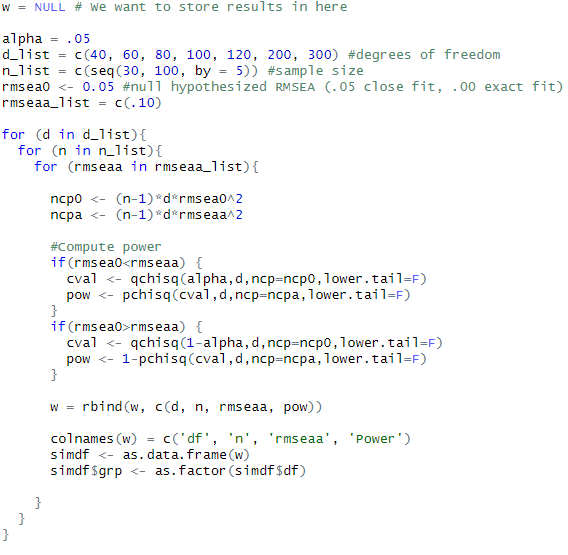 w = NULL # We want to store results in here
alpha = .05
d_list = c(40, 60, 80, 100, 120, 200, 300) #degrees of freedom
n_list = c(seq(30, 100, by = 5)) #sample size
rmsea0 <- 0.05 #null hypothesized RMSEA (.05 close fit, .00 exact fit)
rmseaa_list = c(.10)
for (d in d_list){
for (n in n_list){
for (rmseaa in rmseaa_list){
ncp0 <- (n-1)*d*rmsea0^2
ncpa <- (n-1)*d*rmseaa^2
#Compute power
if(rmsea0<rmseaa) {
cval <- qchisq(alpha,d,ncp=ncp0,lower.tail=F)
pow <- pchisq(cval,d,ncp=ncpa,lower.tail=F)
}
if(rmsea0>rmseaa) {
cval <- qchisq(1-alpha,d,ncp=ncp0,lower.tail=F)
pow <- 1-pchisq(cval,d,ncp=ncpa,lower.tail=F)
}
w = rbind(w, c(d, n, rmseaa, pow))
colnames(w) = c('df', 'n', 'rmseaa', 'Power')
simdf <- as.data.frame(w)
simdf$grp <- as.factor(simdf$df)
}
}
}